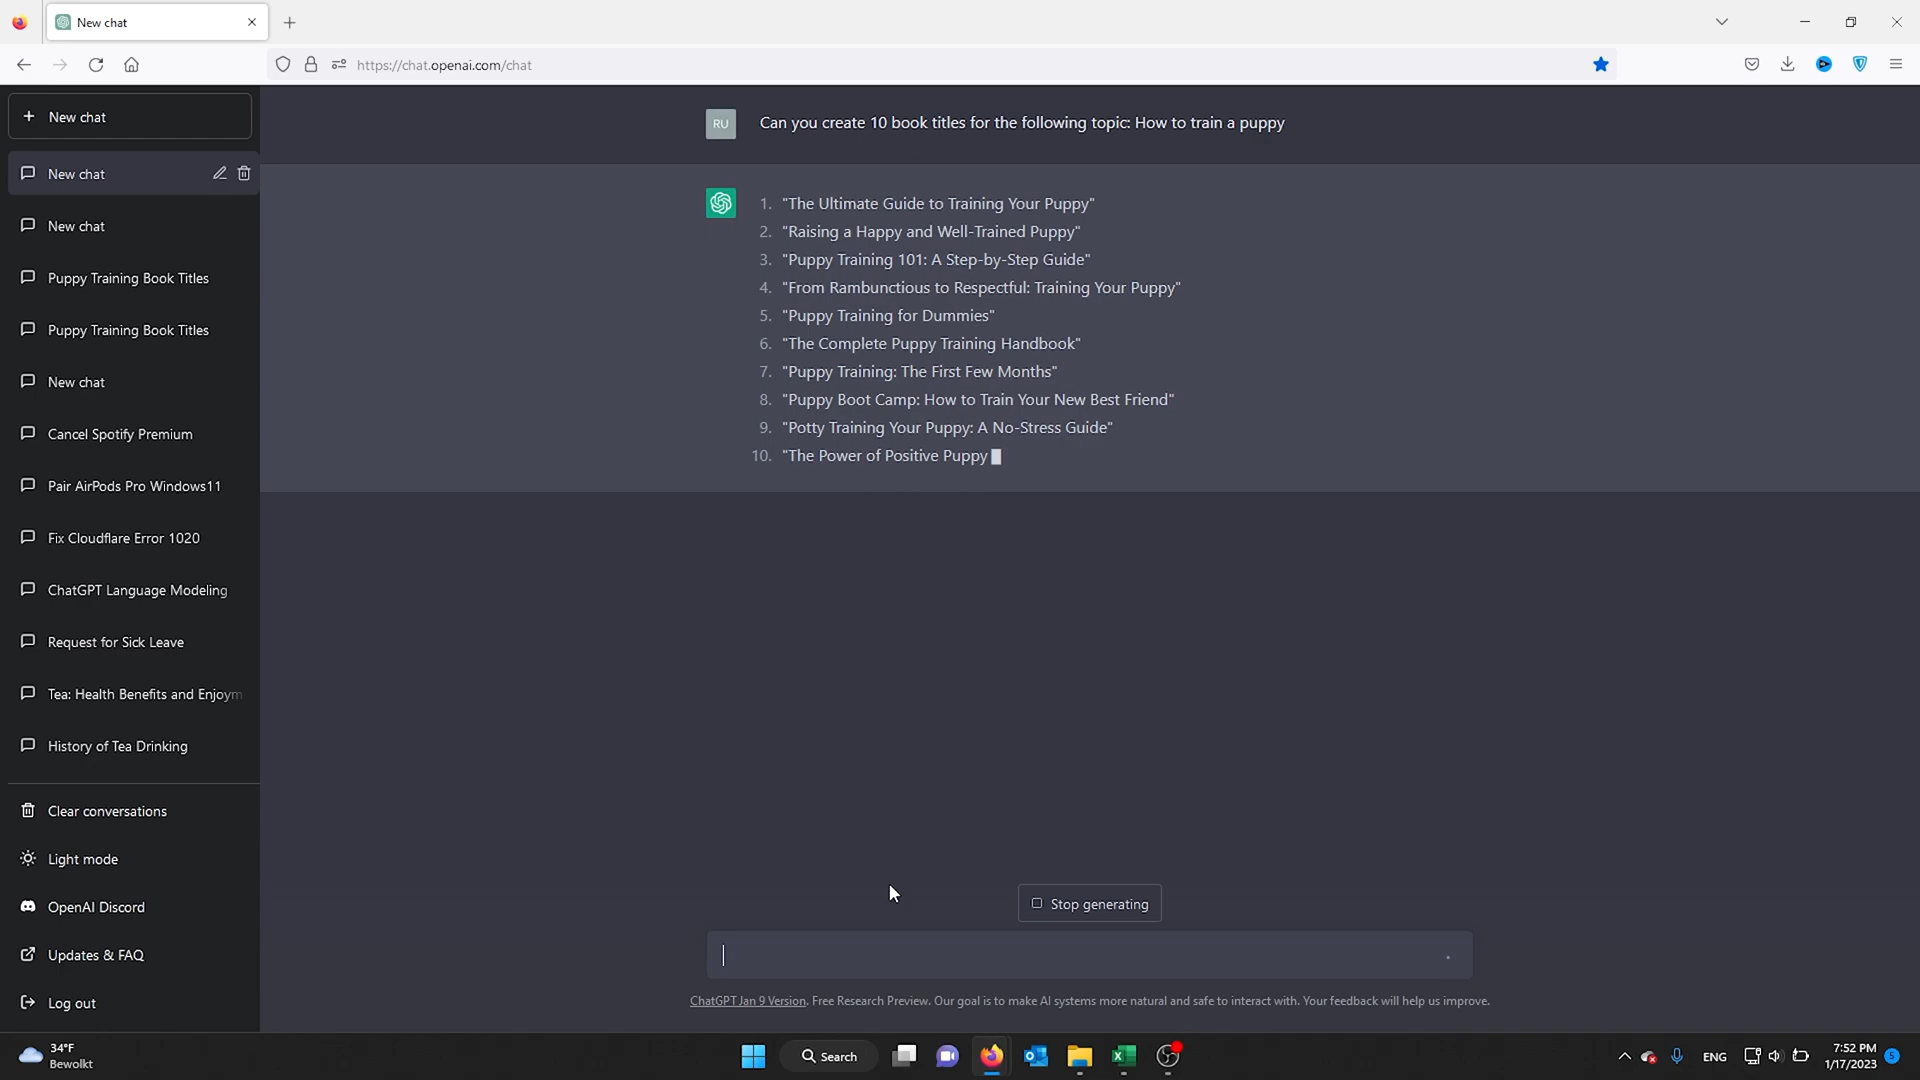 New chat
https://chat.openai.com/chat
New chat
New chat
New chat
Puppy Training Book Titles
Puppy Training Book Titles
New chat
Cancel Spotify Premium
Pair AirPods Pro Windows11
Fix Cloudflare Error 1020
ChatGPT Language Modeling
Request for Sick Leave
Tea: Health Benefits and Enjoym
History of Tea Drinking
Clear conversations
Light mode
OpenAI Discord
Updates & FAQ
Log out
RU
Can you create 10 book titles for the following topic: How to train a puppy
1. "The Ultimate Guide to Training Your Puppy"
2. "Raising a Happy and Well-Trained Puppy"
3. "Puppy Training 101: A Step-by-Step Guide"
4. "From Rambunctious to Respectful: Training Your Puppy"
5. "Puppy Training for Dummies"
6. "The Complete Puppy Training Handbook"
7. "Puppy Training: The First Few Months"
8. "Puppy Boot Camp: How to Train Your New Best Friend"
9. "Potty Training Your Puppy: A No-Stress Guide"
10. "The Power of Positive Puppy
Stop generating
ChatGPT Jan 9 Version. Free Research Preview. Our goal is to make AI systems more natural and safe to interact with. Your feedback will help us improve.
34°F
Bewolkt
Search
ENG
7:52 PM
1/17/2023
5